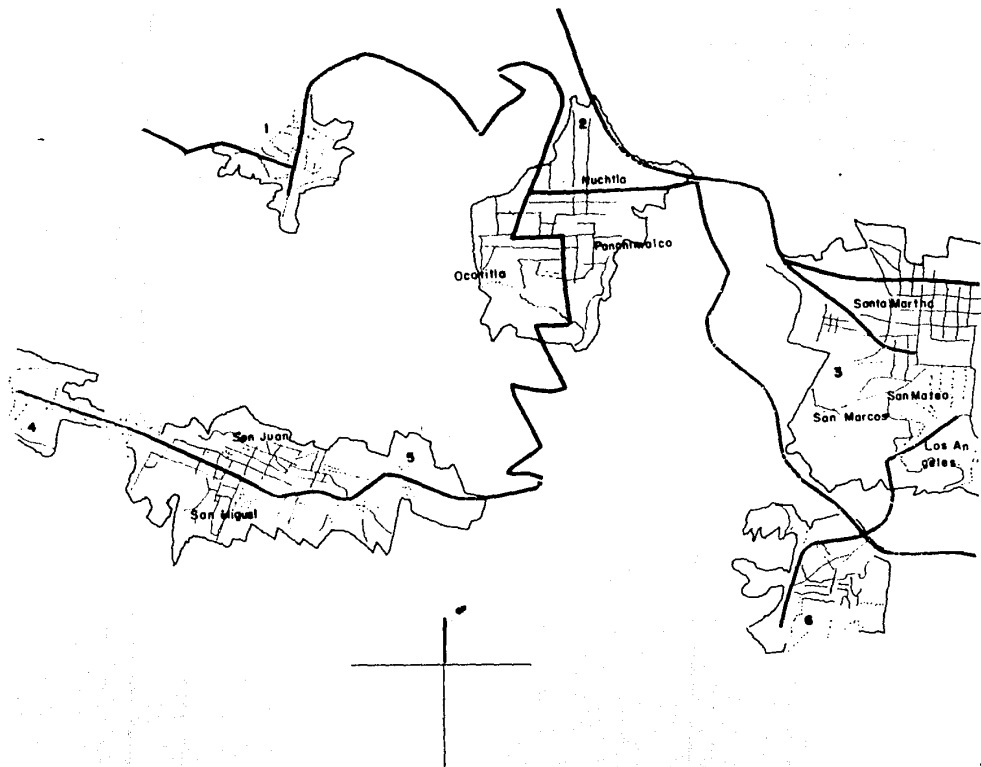 1
2
Nuchtla
Panchimalco
Ocotitla
Santa Martha
3
San Mateo
San Marcos
4
San Juan
5
Los An
geles
San Miguel
6